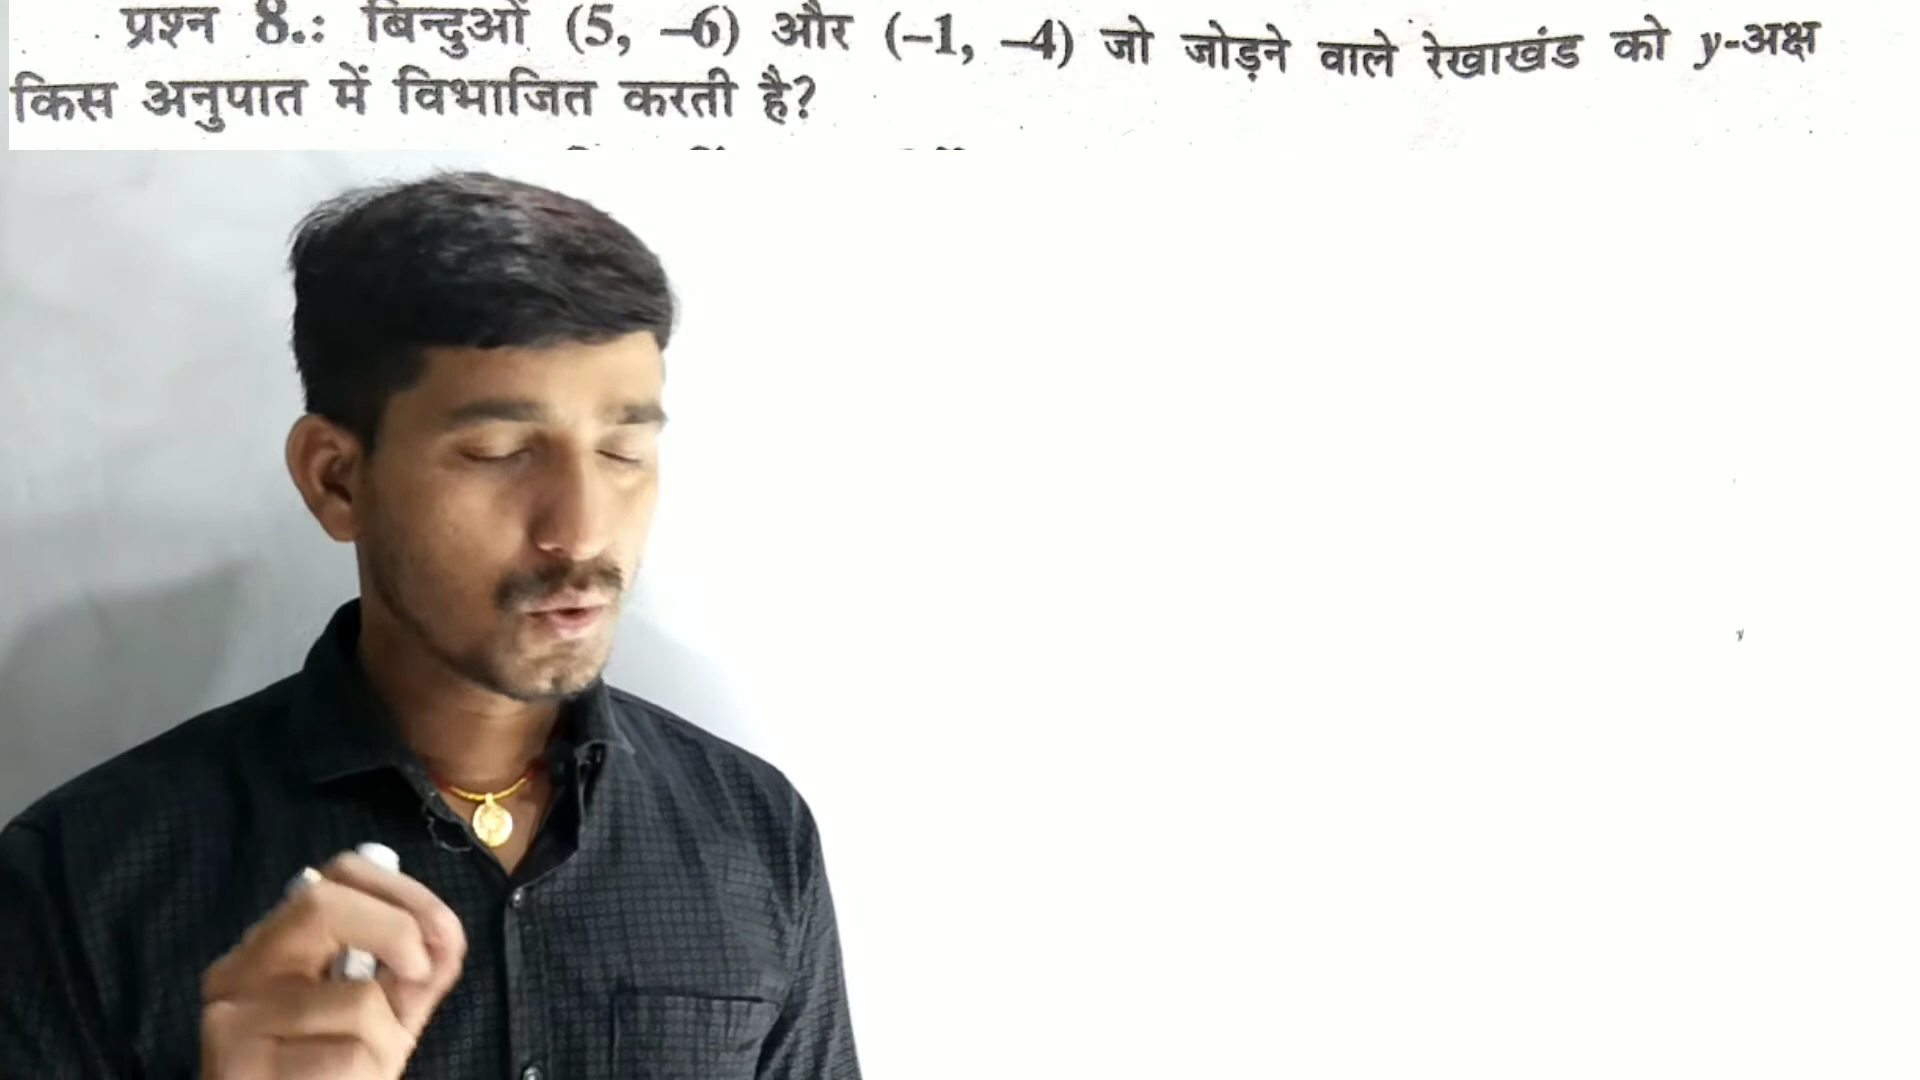 प्रश्न 8.: बिन्दुओं (5, –6) और (–1, –4) जो जोड़ने वाले रेखाखंड को y-अक्ष
किस अनुपात में विभाजित करती है?